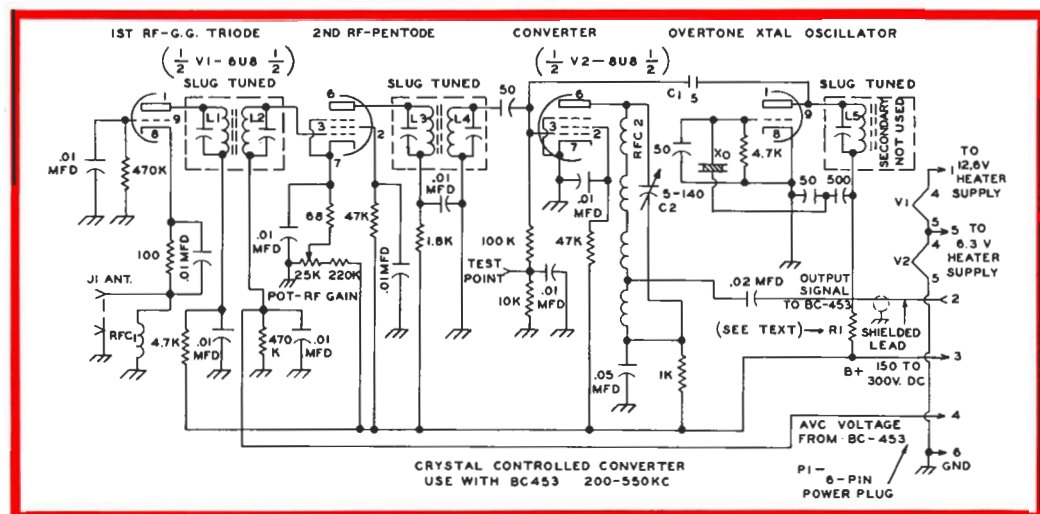 1ST RF-G.G. TRIODE
2ND RF-PENTODE
CONVERTER
OVERTONE XTAL OSCILLATOR
(1/2 V1-6U8 1/2)
(1/2 V2-8U8 1/2)
SLUG TUNED
SLUG TUNED
SLUG TUNED
1
9
8
L1
L2
.01
MFD
470K
100
.01 MFD
J1 ANT.
RFC1
4.7K
.01
MFD
470
K
.01
MFD
6
3
2
7
L3
L4
50
.01
MFD
68
47K
.01
MFD
25K
220K
POT-RF GAIN
.01MFD
1.8K
6
3
2
7
C1 5
RFC 2
5-140
C2
.01
MFD
100K
47K
TEST
POINT
10K
.01
MFD
.05
MFD
1K
1
9
8
50
X0
4.7K
50
500
L5
SECONDARY
NOT USED
.02 MFD
OUTPUT
SIGNAL
TO BC-453
(SEE TEXT) R1
SHIELDED
LEAD
B+
150 TO
300V. DC
TO
12.6V
HEATER
SUPPLY
1
4
V1
5
5
TO
6.3 V
HEATER
SUPPLY
4
V2
5
2
3
4
6
GND
AVC VOLTAGE
FROM BC-453
P1-
6-PIN
POWER PLUG
CRYSTAL CONTROLLED CONVERTER
USE WITH BC453 200-550KC